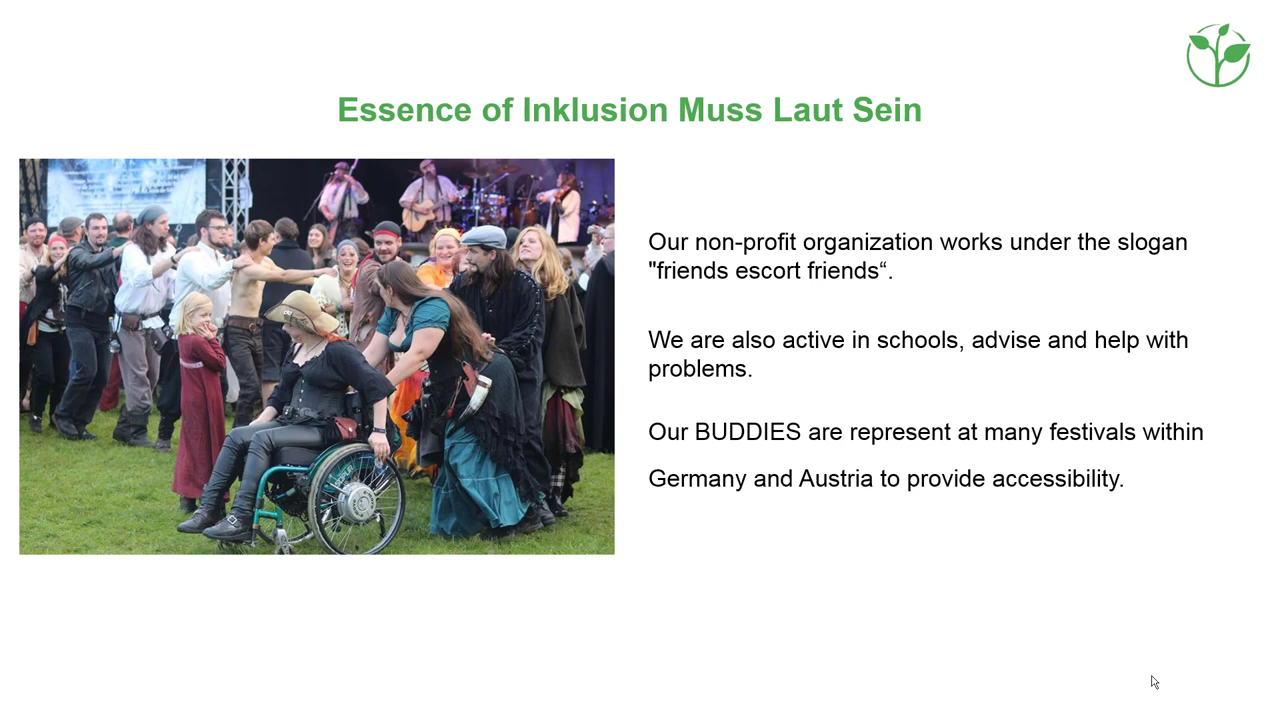 Essence of Inklusion Muss Laut Sein
Our non-profit organization works under the slogan
"friends escort friends“.
We are also active in schools, advise and help with
problems.
Our BUDDIES are represent at many festivals within
Germany and Austria to provide accessibility.